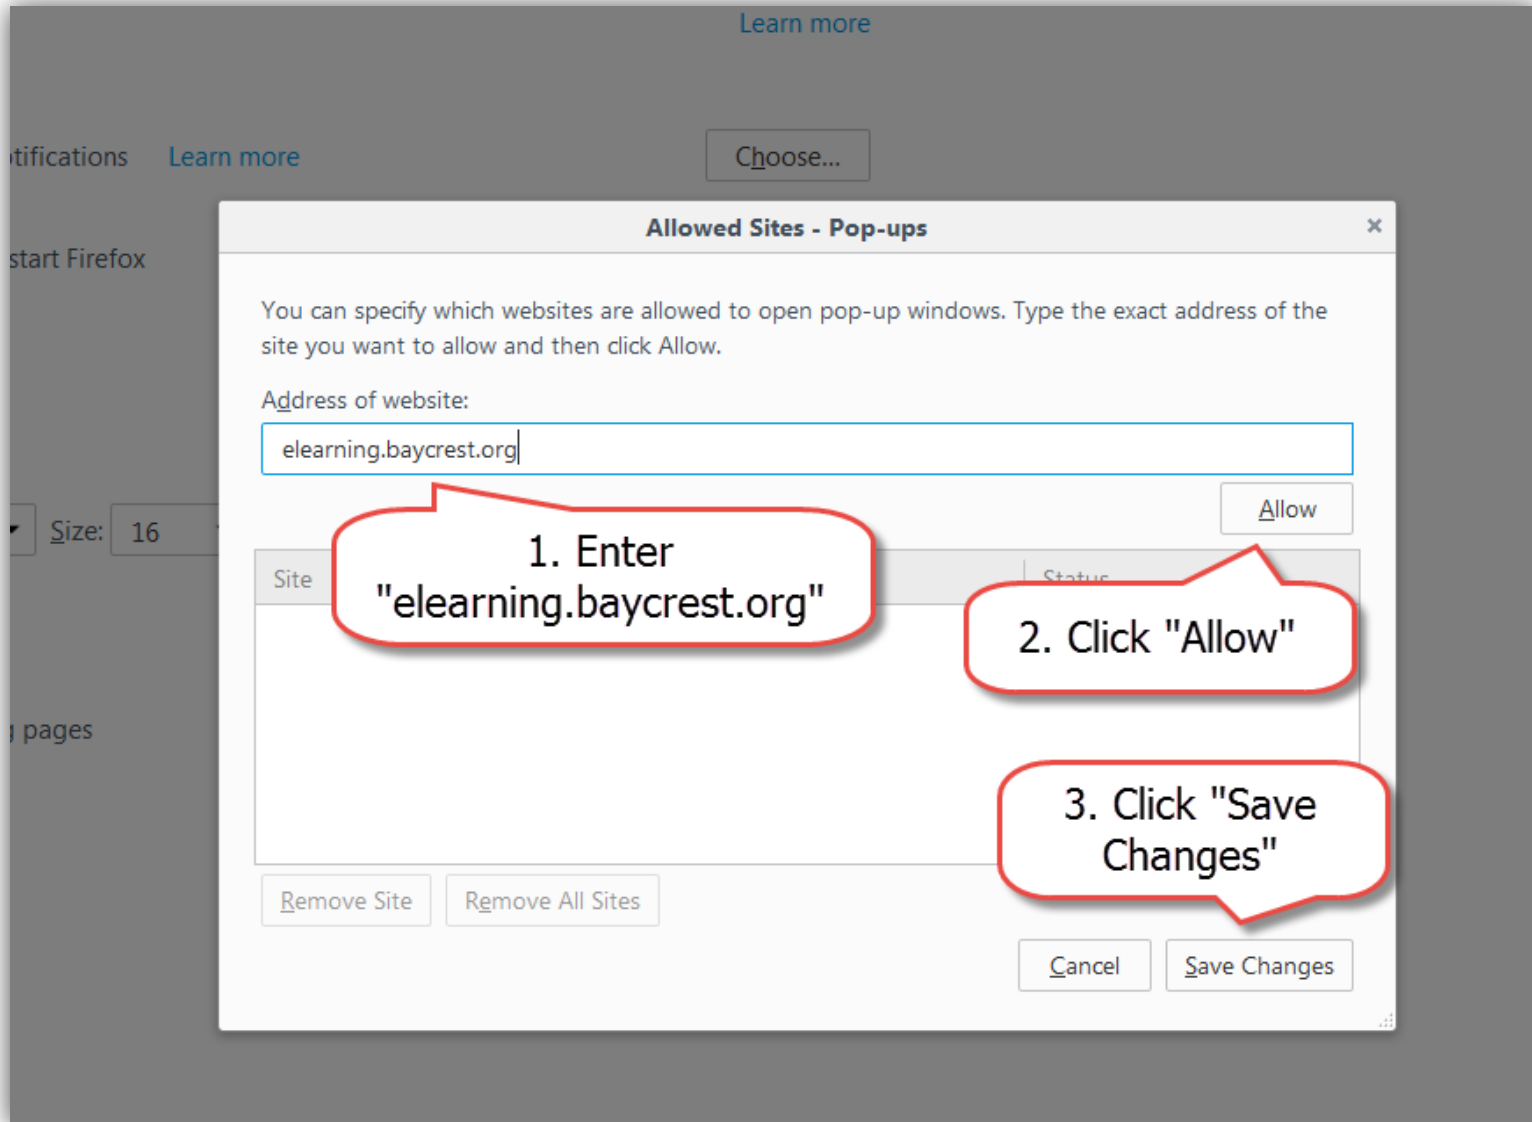 Learn more
tifications Learn more Choose...
start Firefox
Allowed Sites - Pop-ups
You can specify which websites are allowed to open pop-up windows. Type the exact address of the
site you want to allow and then click Allow.
Address of website:
elearning.baycrest.org
Allow
Size: 16
1. Enter
"elearning.baycrest.org"
Site
Status
2. Click "Allow"
pages
3. Click "Save
Changes"
Remove Site Remove All Sites
Cancel Save Changes